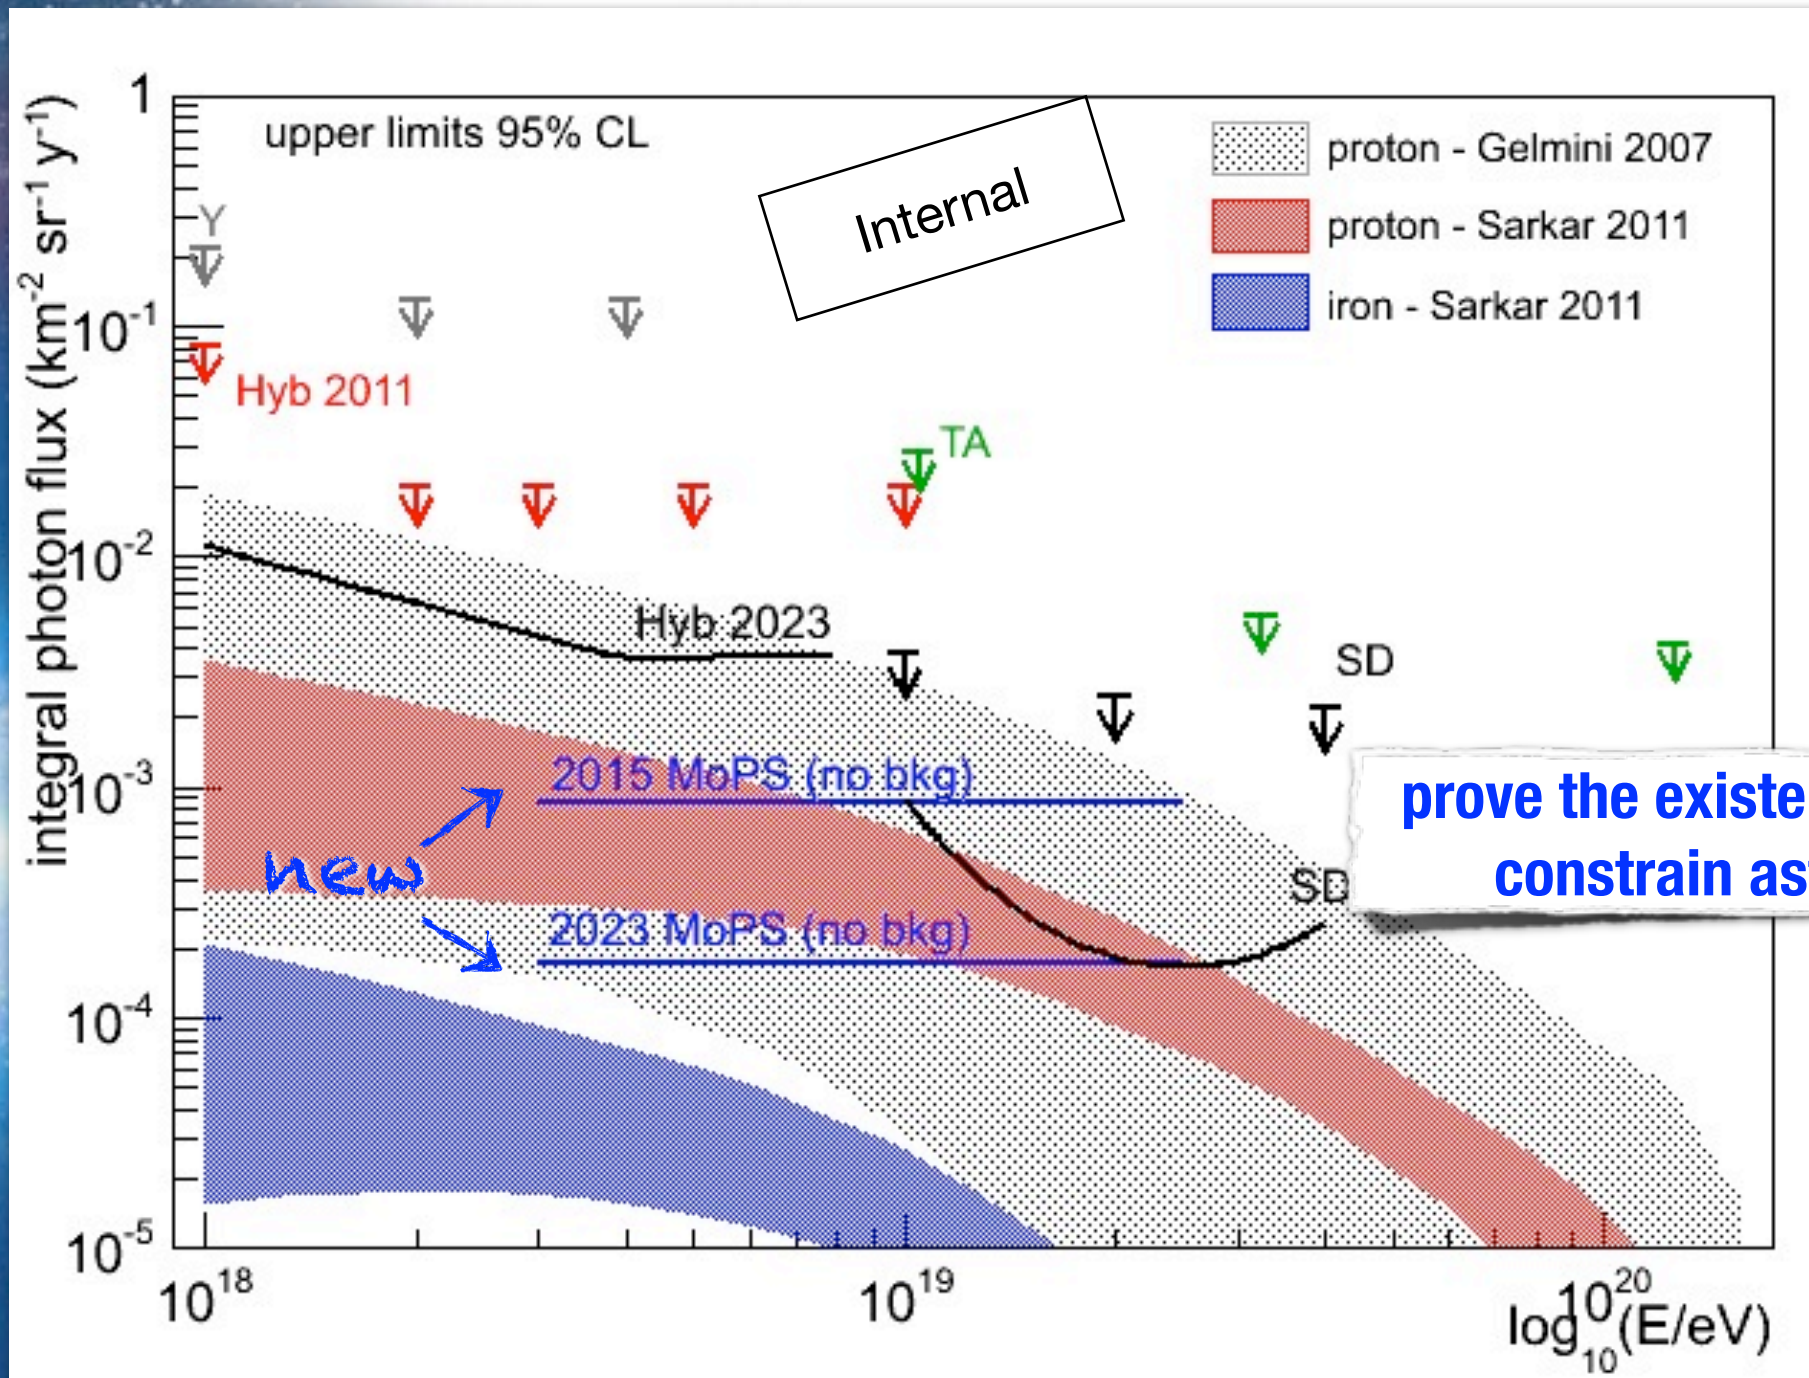 1
upper limits 95% CL
Internal
proton - Gelmini 2007
proton - Sarkar 2011
iron - Sarkar 2011
Y
10⁻¹
Hyb 2011
TA
10⁻²
Hyb 2023
SD
2015 MoPS (no bkg)
10⁻³
prove the existe
constrain as
new
SD
2023 MoPS (no bkg)
10⁻⁴
10⁻⁵
integral photon flux (km⁻² sr⁻¹ y⁻¹)
10¹⁸
10¹⁹
10²⁰
log₁₀(E/eV)